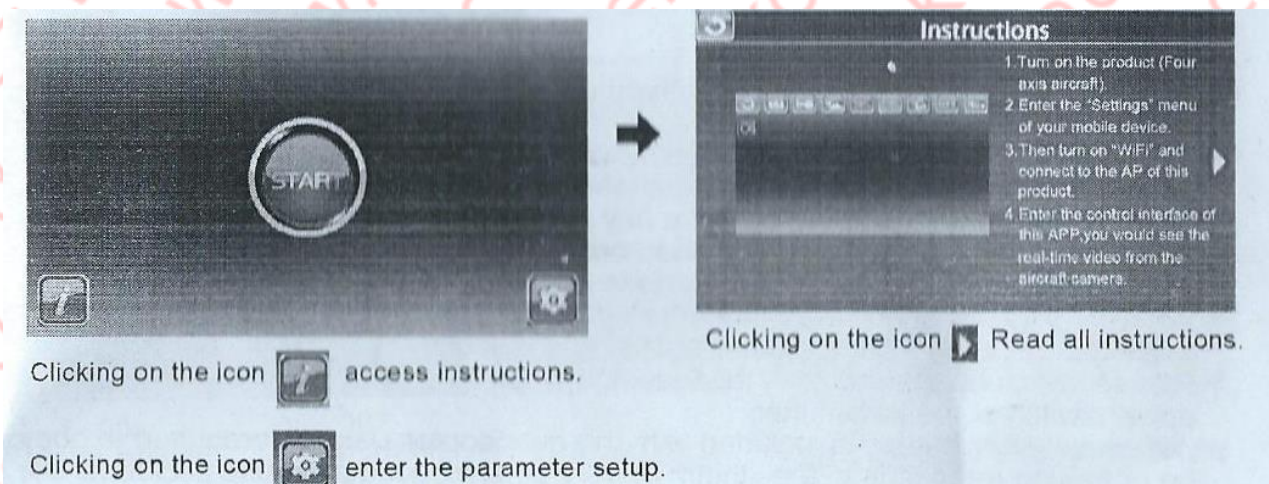 START
Clicking on the icon access instructions.
Clicking on the icon enter the parameter setup.
Instructions
1.Turn on the product (Four
axis aircraft).
2.Enter the "Settings" menu
of your mobile device.
3.Then turn on "WiFi" and
connect to the AP of this
product.
4.Enter the control interface of
this APP,you would see the
real-time video from the
aircraft camera.
Clicking on the icon Read all instructions.